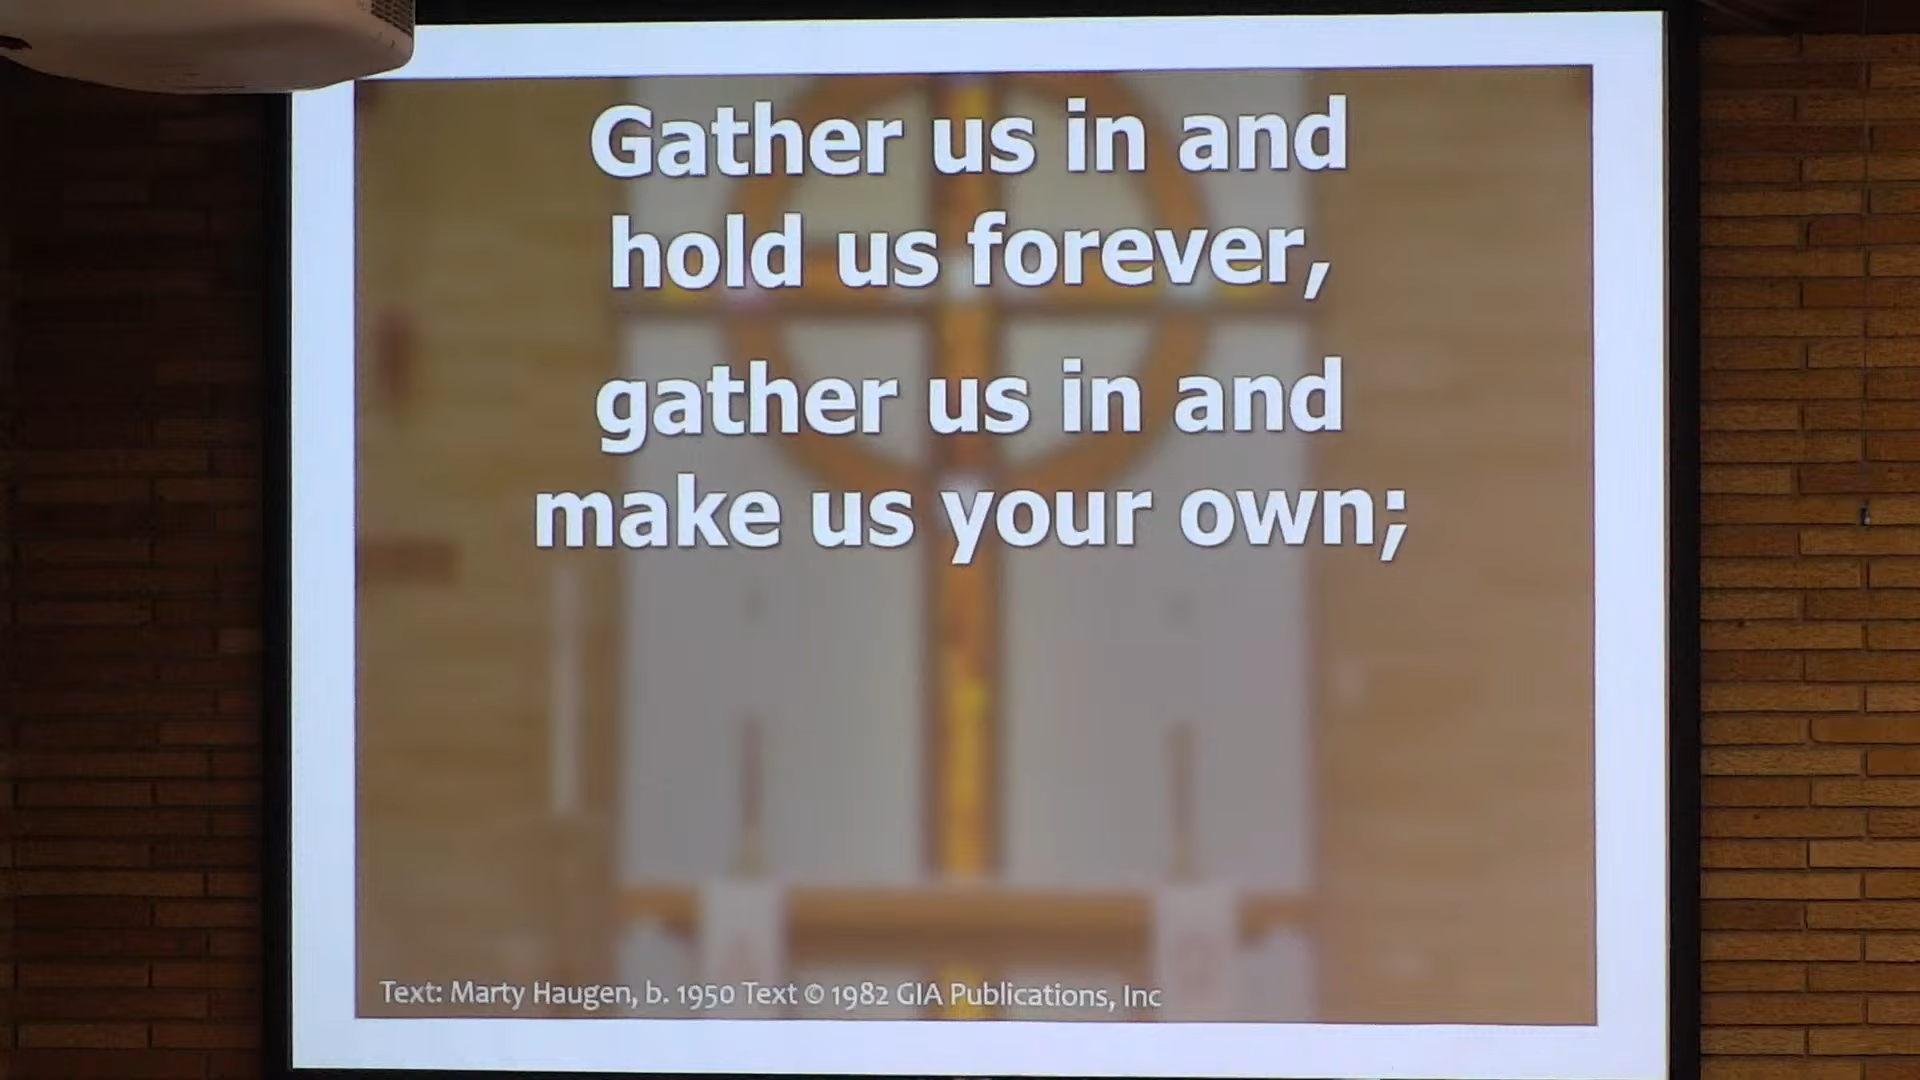 Gather us in and
hold us forever,
gather us in and
make us your own;
Text: Marty Haugen, b. 1950 Text © 1982 GIA Publications, Inc